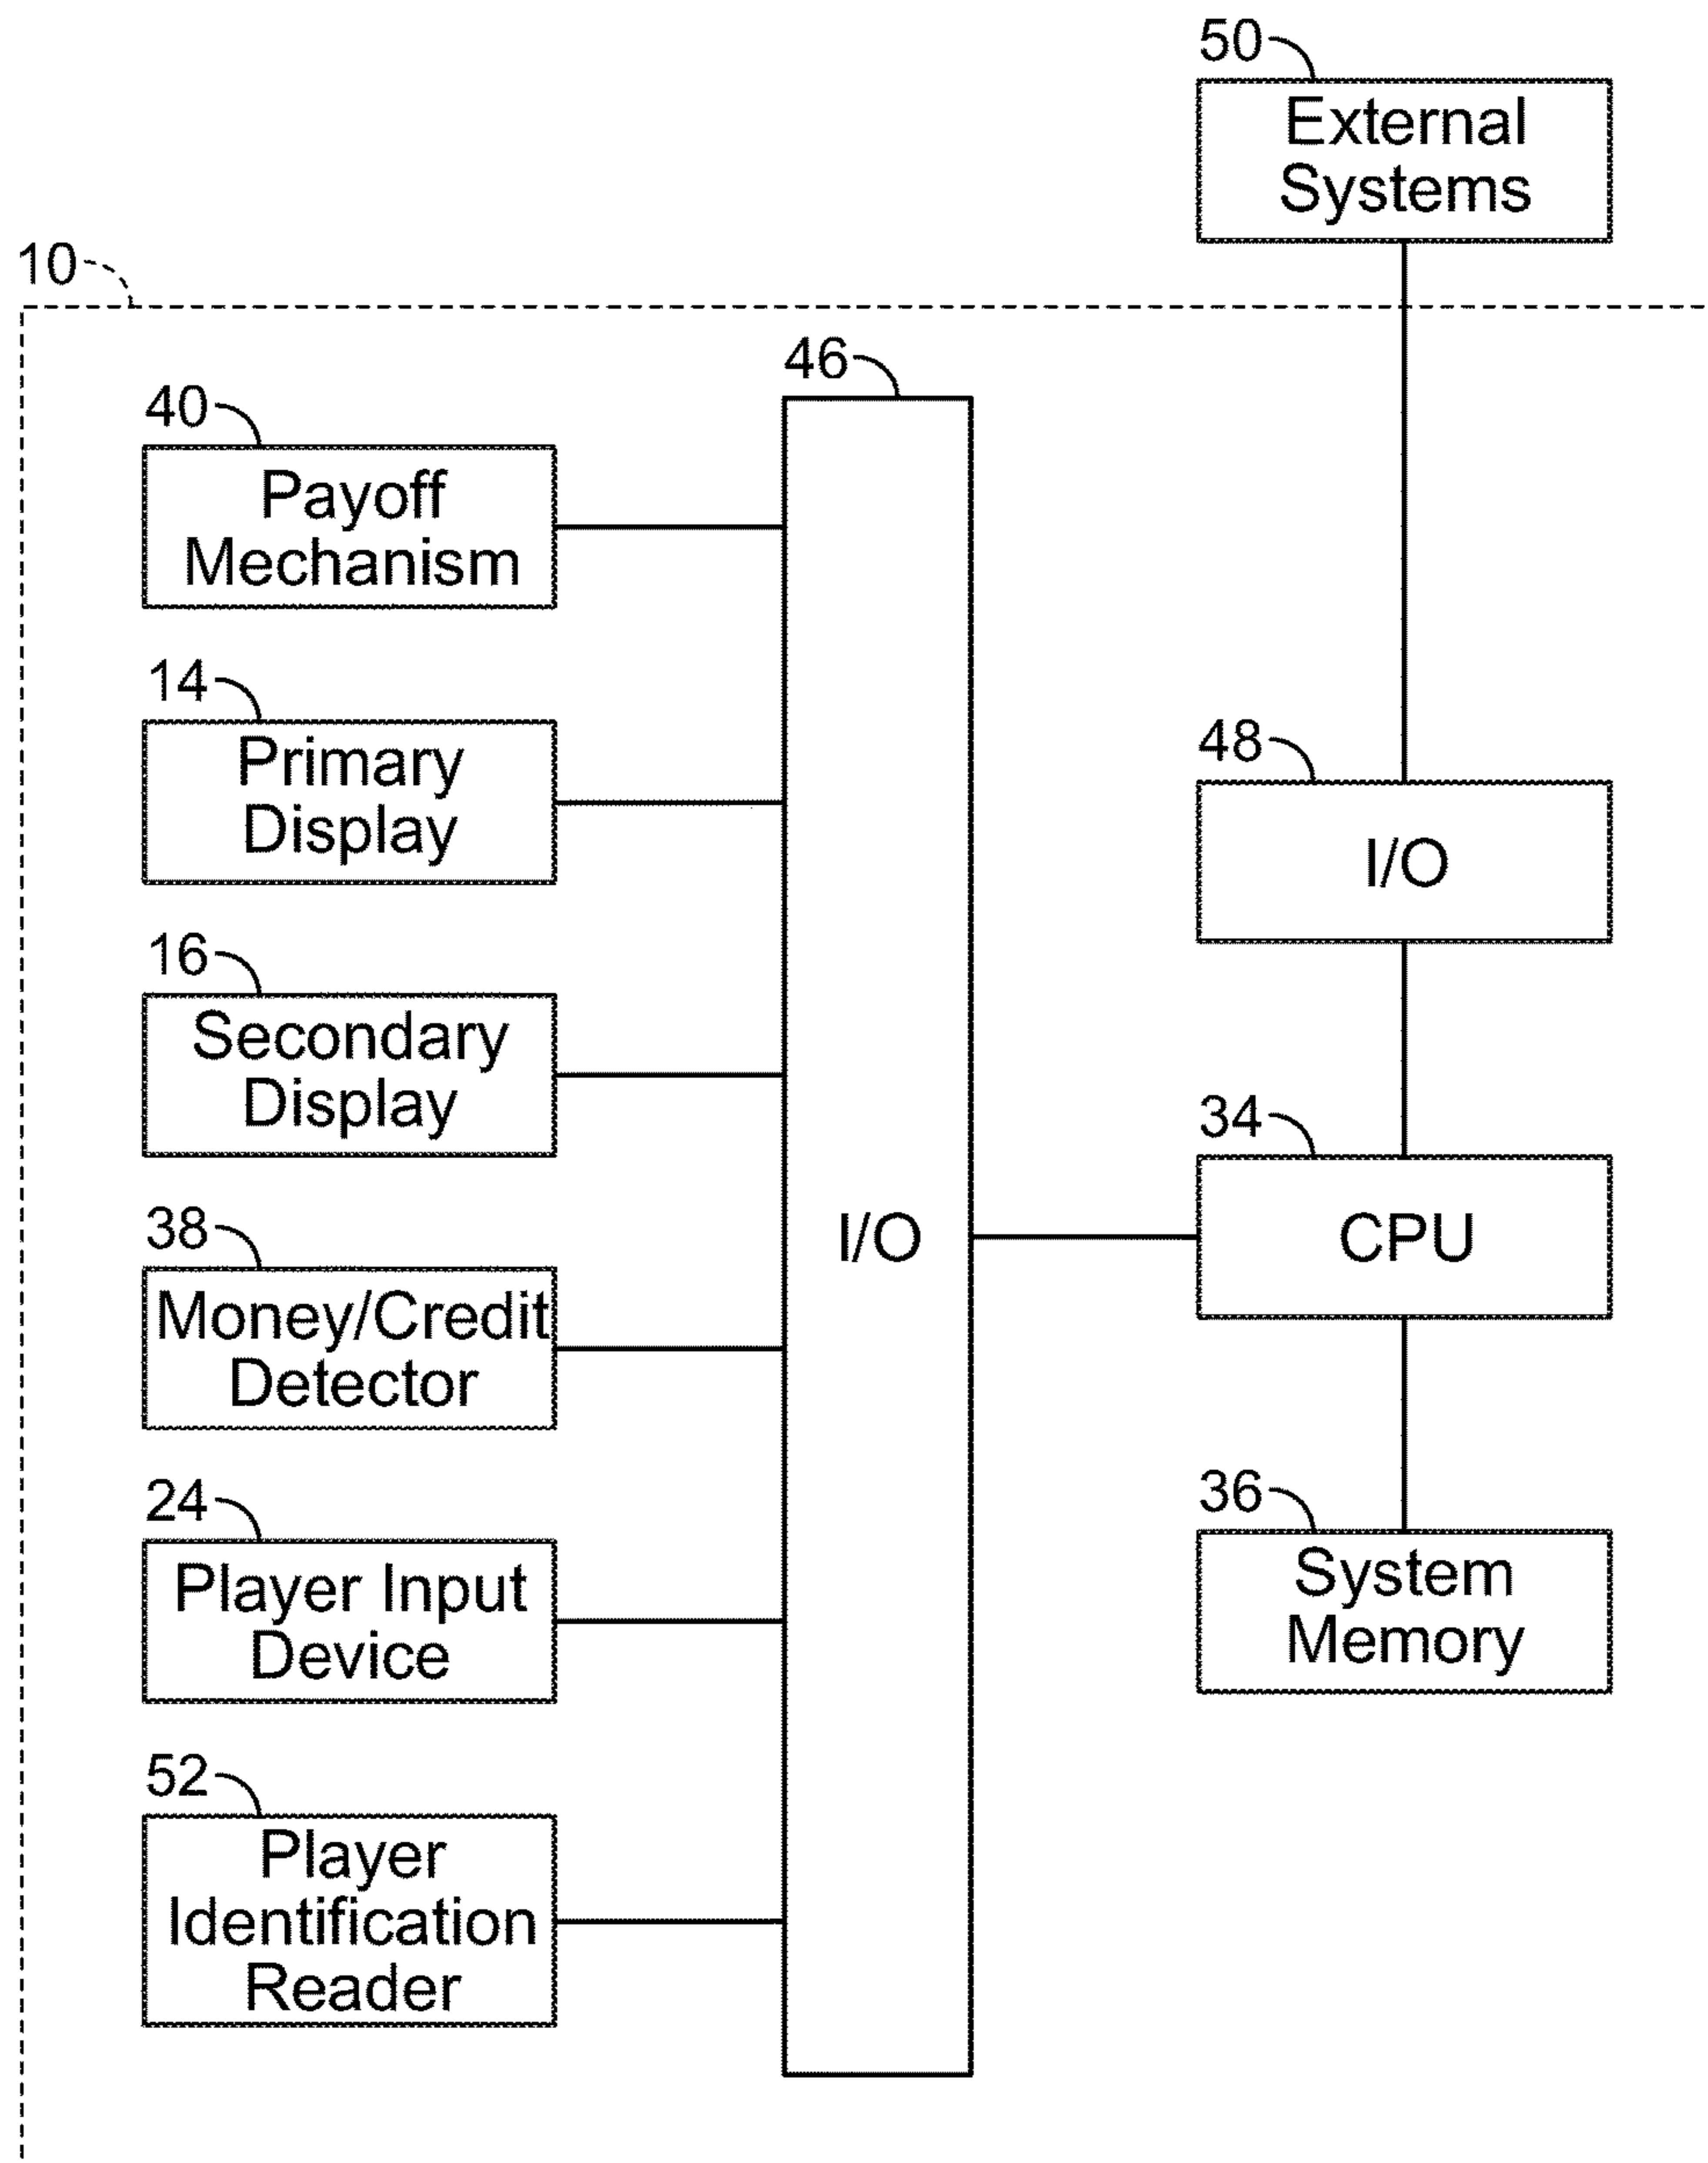 50
External
Systems
10
46
40
Payoff
Mechanism
14
Primary
Display
48
I/O
16
Secondary
Display
34
CPU
38
Money/Credit
Detector
I/O
24
Player Input
Device
36
System
Memory
52
Player
Identification
Reader